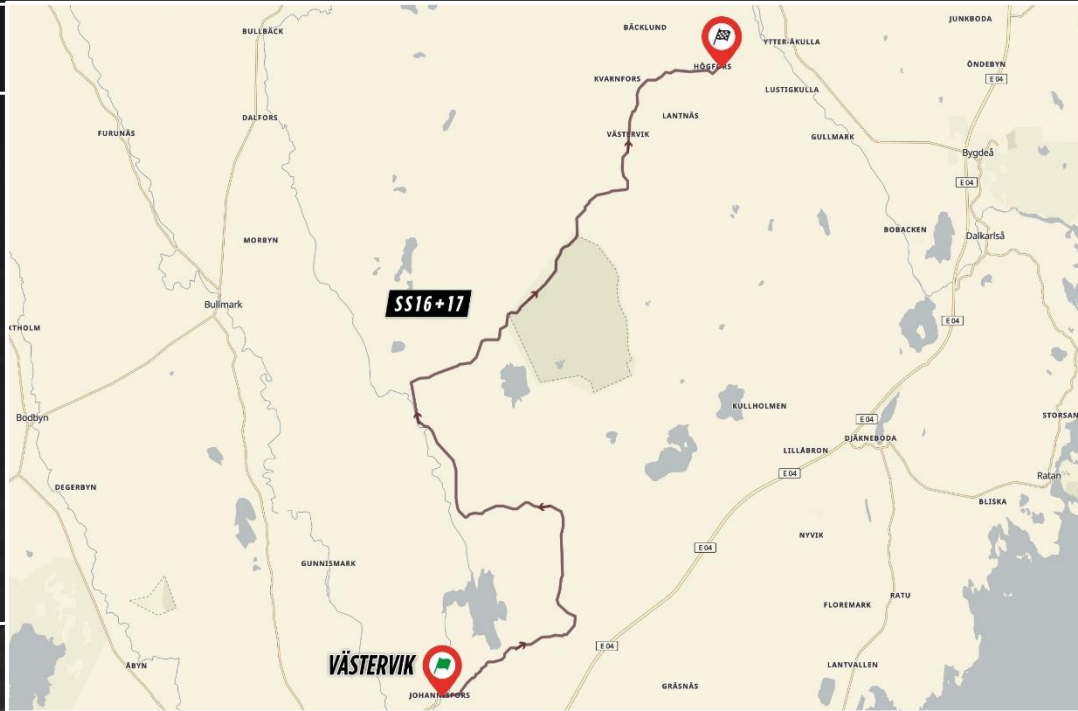 JUNKBODA
BÄCKLUND
BULLBÄCK
YTTER-ÅKULLA
ÖNDEBYN
HÖGFORS
E 04
KVARNFORS
LUSTIGKULLA
LANTNÄS
DALFORS
FURUNÄS
VÄSTERVIK
GULLMARK
Bygdeå
E 04
BOBACKEN
Dalkarlså
MORBYN
SS16+17
Bullmark
E 04
KTHOLM
KULLHOLMEN
Bodbyn
E 04
STORSAN
DJÄKNEBODA
LILLÅBRON
E 04
Ratan
DEGERBYN
BLISKA
NYVIK
E 04
GUNNISMARK
RATU
FLOREMARK
E 04
VÄSTERVIK
ÅBYN
LANTVALLEN
GRÄSNÄS
JOHANNESFORS